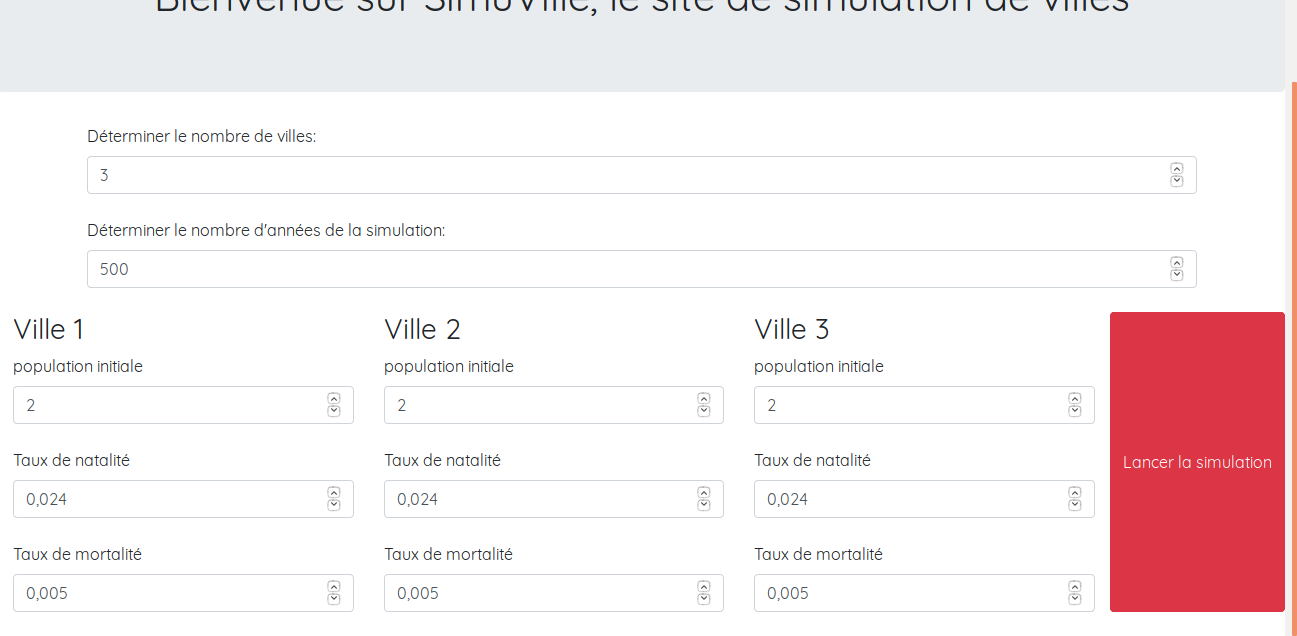 Bienvenue sur SimuVille, le site de simulation de villes
Déterminer le nombre de villes:
3
Déterminer le nombre d'années de la simulation:
500
Ville 1
population initiale
2
Taux de natalité
0,024
Taux de mortalité
0,005
Ville 2
population initiale
2
Taux de natalité
0,024
Taux de mortalité
0,005
Ville 3
population initiale
2
Taux de natalité
0,024
Taux de mortalité
0,005
Lancer la simulation